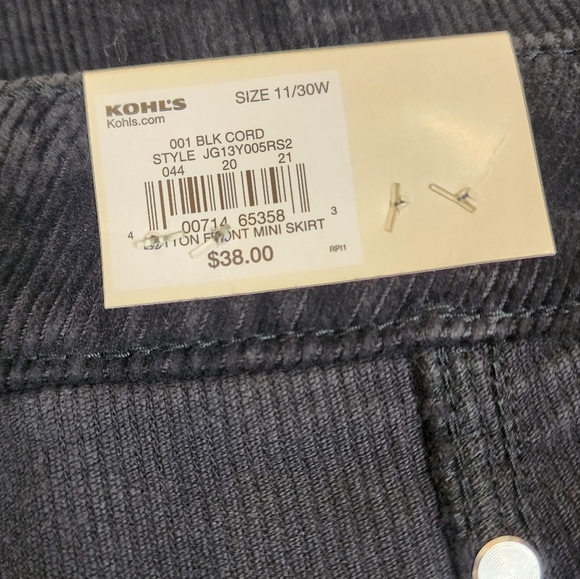 KOHL'S
SIZE 11/30W
Kohls.com
001 BLK CORD
STYLE JG13Y005RS2
044 20 21
4 00714 65358 3
FRONT MINI SKIRT
$38.00
RPI1